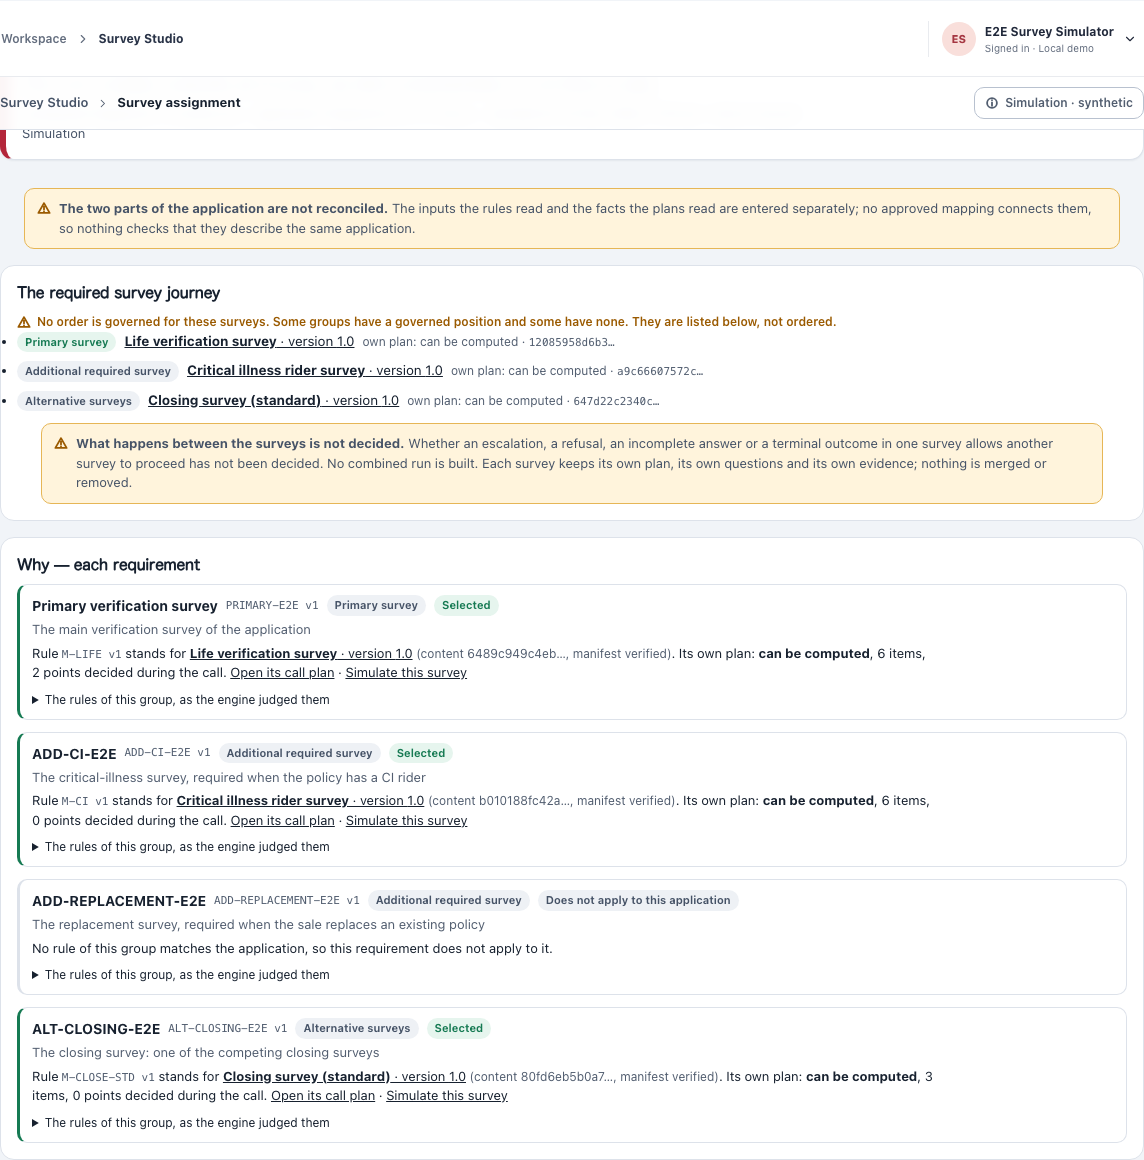 Workspace > Survey Studio
ES
E2E Survey Simulator
Signed in · Local demo
Survey Studio > Survey assignment
Simulation · synthetic
Simulation
The two parts of the application are not reconciled. The inputs the rules read and the facts the plans read are entered separately; no approved mapping connects them,
so nothing checks that they describe the same application.
The required survey journey
No order is governed for these surveys. Some groups have a governed position and some have none. They are listed below, not ordered.
• Primary survey Life verification survey · version 1.0 own plan: can be computed · 12085958d6b3…
• Additional required survey Critical illness rider survey · version 1.0 own plan: can be computed · a9c66607572c…
• Alternative surveys Closing survey (standard) · version 1.0 own plan: can be computed · 647d22c2340c…
What happens between the surveys is not decided. Whether an escalation, a refusal, an incomplete answer or a terminal outcome in one survey allows another
survey to proceed has not been decided. No combined run is built. Each survey keeps its own plan, its own questions and its own evidence; nothing is merged or
removed.
Why — each requirement
Primary verification survey PRIMARY-E2E v1 Primary survey Selected
The main verification survey of the application
Rule M-LIFE v1 stands for Life verification survey · version 1.0 (content 6489c949c4eb…, manifest verified). Its own plan: can be computed, 6 items,
2 points decided during the call. Open its call plan · Simulate this survey
The rules of this group, as the engine judged them
ADD-CI-E2E ADD-CI-E2E v1 Additional required survey Selected
The critical-illness survey, required when the policy has a CI rider
Rule M-CI v1 stands for Critical illness rider survey · version 1.0 (content b010188fc42a…, manifest verified). Its own plan: can be computed, 6 items,
0 points decided during the call. Open its call plan · Simulate this survey
The rules of this group, as the engine judged them
ADD-REPLACEMENT-E2E ADD-REPLACEMENT-E2E v1 Additional required survey Does not apply to this application
The replacement survey, required when the sale replaces an existing policy
No rule of this group matches the application, so this requirement does not apply to it.
The rules of this group, as the engine judged them
ALT-CLOSING-E2E ALT-CLOSING-E2E v1 Alternative surveys Selected
The closing survey: one of the competing closing surveys
Rule M-CLOSE-STD v1 stands for Closing survey (standard) · version 1.0 (content 80fd6eb5b0a7…, manifest verified). Its own plan: can be computed, 3
items, 0 points decided during the call. Open its call plan · Simulate this survey
The rules of this group, as the engine judged them